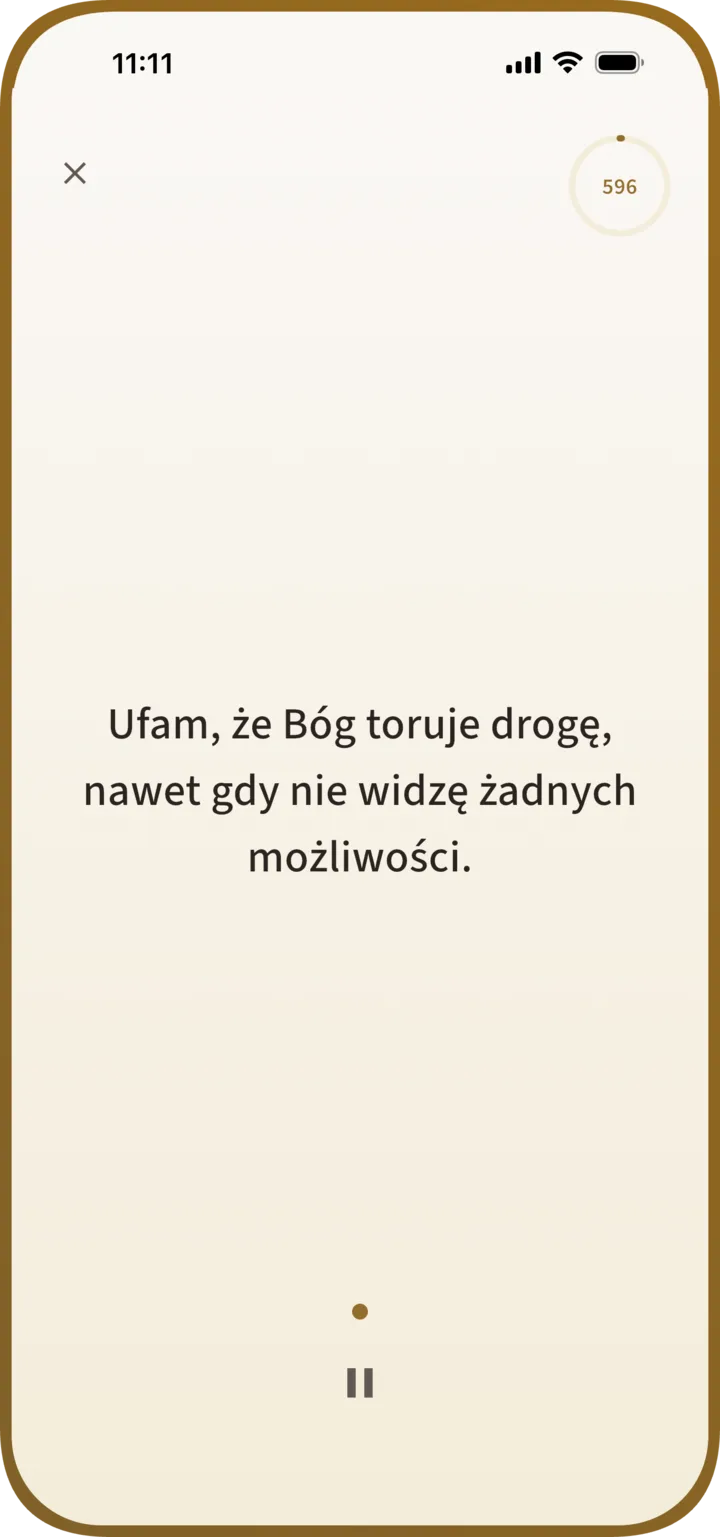 11:11
596
Ufam, że Bóg toruje drogę,
nawet gdy nie widzę żadnych
możliwości.